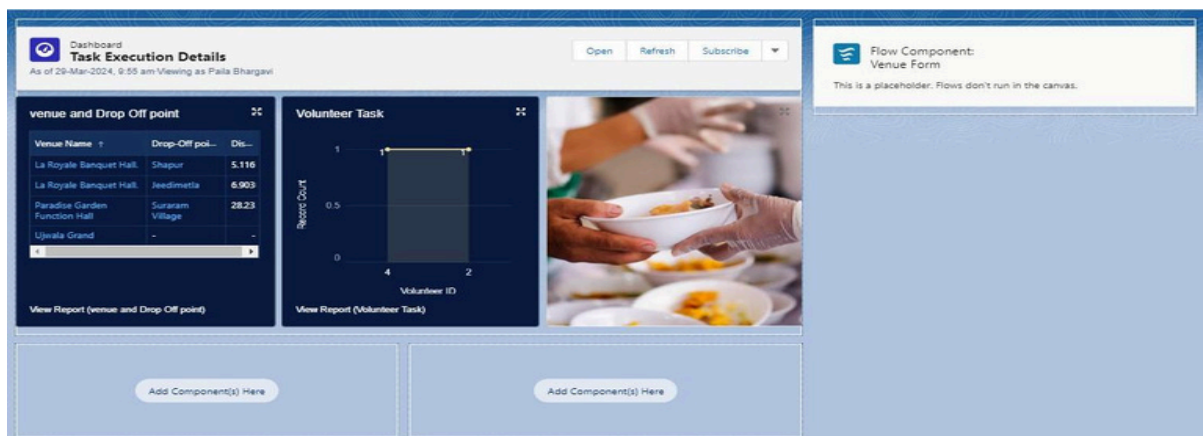 Dashboard
Task Execution Details
As of 29-Mar-2024, 9:55 am·Viewing as Paila Bhargavi
Open Refresh Subscribe
Flow Component:
Venue Form
This is a placeholder. Flows don't run in the canvas.
venue and Drop Off point
Venue Name ↑ Drop-Off poi... Dis...
La Royale Banquet Hall. Shapur 5.116
La Royale Banquet Hall. Jeedimetla 6.903
Paradise Garden Suraram 28.23
Function Hall Village
Ujwala Grand - -
View Report (venue and Drop Off point)
Volunteer Task
Record Count
1
0.5
0
1 1
4 2
Volunteer ID
View Report (Volunteer Task)
Add Component(s) Here
Add Component(s) Here